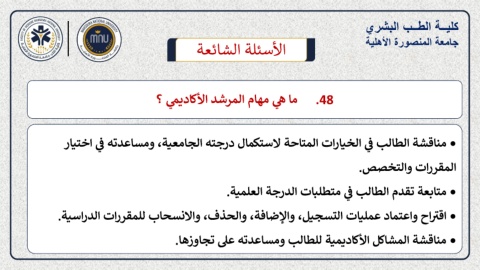 كليـــة الطـــب البشري
جامعة المنصورة الأهلية
MNU
الأسئلة الشائعة
48. ما هي مهام المرشد الأكاديمي ؟
● مناقشة الطالب في الخيارات المتاحة لاستكمال درجته الجامعية، ومساعدته في اختيار
المقررات والتخصص.
● متابعة تقدم الطالب في متطلبات الدرجة العلمية.
● اقتراح واعتماد عمليات التسجيل، والإضافة، والحذف، والانسحاب للمقررات الدراسية.
● مناقشة المشاكل الأكاديمية للطالب ومساعدته على تجاوزها.